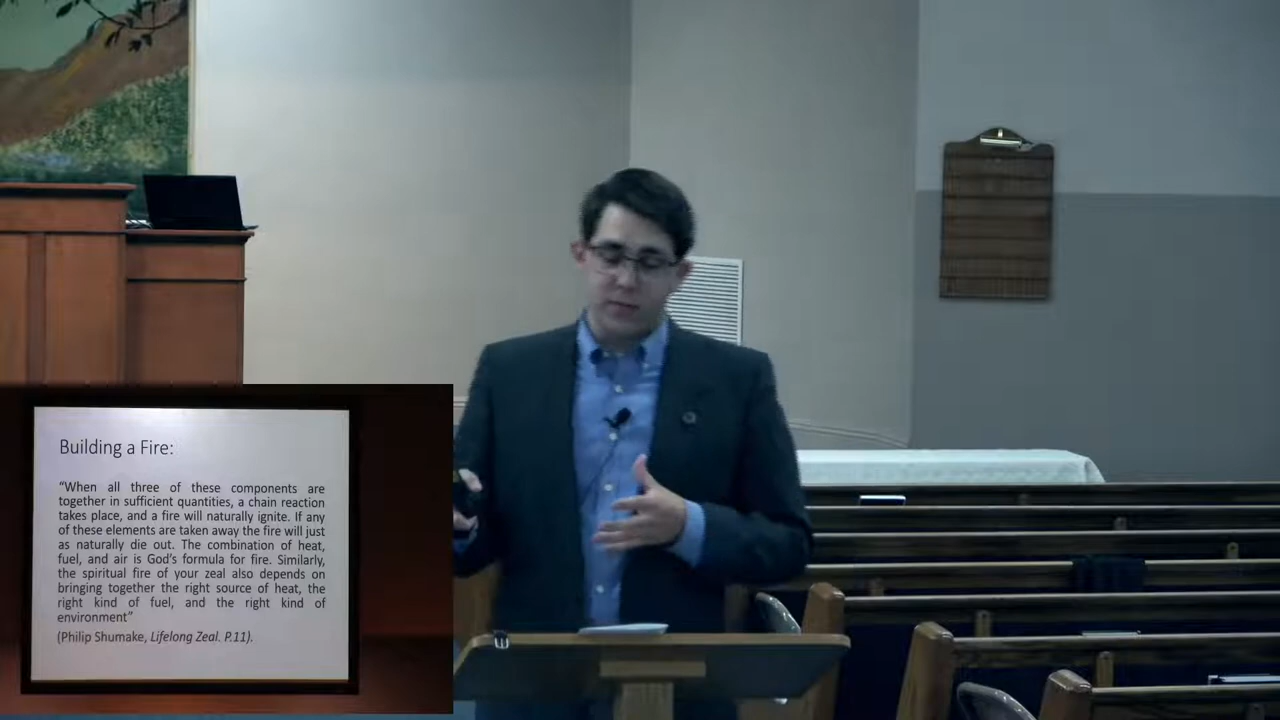 Building a Fire:
“When all three of these components are
together in sufficient quantities, a chain reaction
takes place, and a fire will naturally ignite. If any
of these elements are taken away the fire will just
as naturally die out. The combination of heat,
fuel, and air is God’s formula for fire. Similarly,
the spiritual fire of your zeal also depends on
bringing together the right source of heat, the
right kind of fuel, and the right kind of
environment”
(Philip Shumake, Lifelong Zeal. P.11).